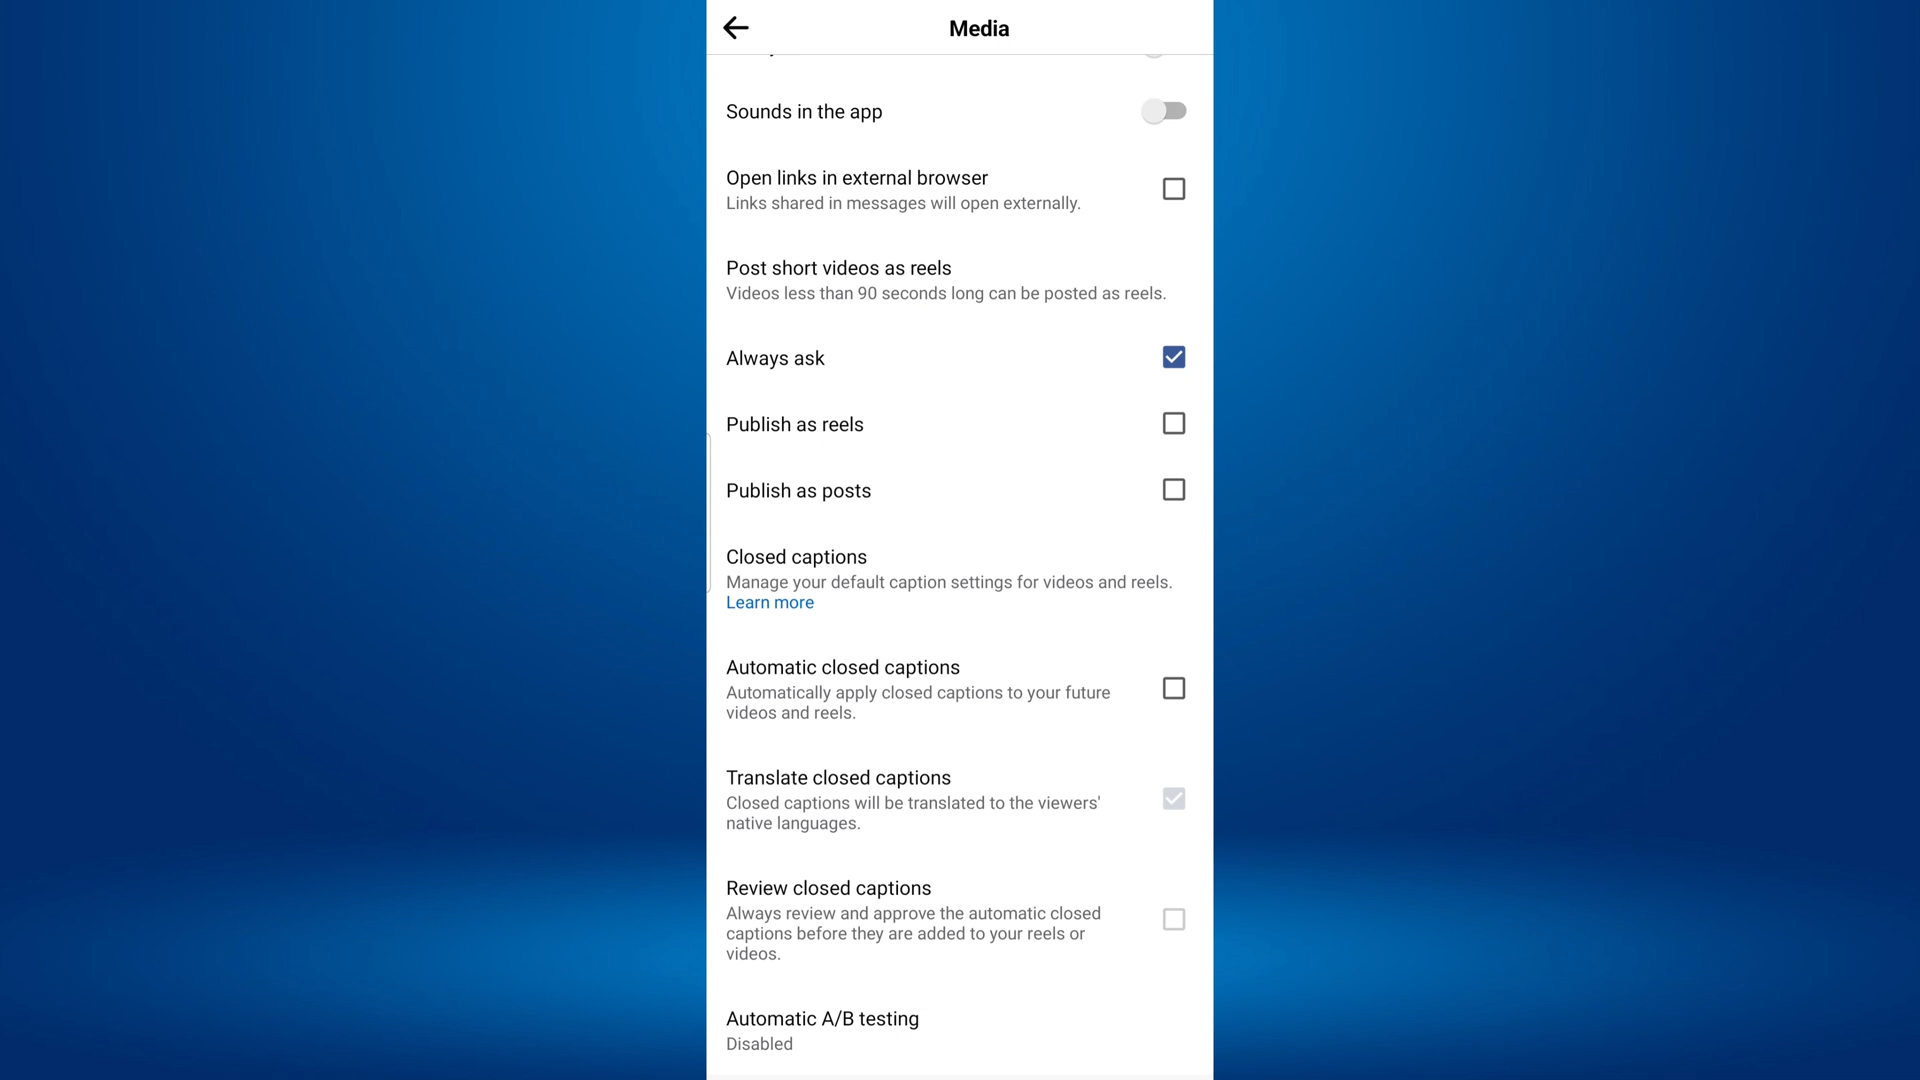 Media
Sounds in the app
Open links in external browser
Links shared in messages will open externally.
Post short videos as reels
Videos less than 90 seconds long can be posted as reels.
Always ask
Publish as reels
Publish as posts
Closed captions
Manage your default caption settings for videos and reels.
Learn more
Automatic closed captions
Automatically apply closed captions to your future
videos and reels.
Translate closed captions
Closed captions will be translated to the viewers'
native languages.
Review closed captions
Always review and approve the automatic closed
captions before they are added to your reels or
videos.
Automatic A/B testing
Disabled